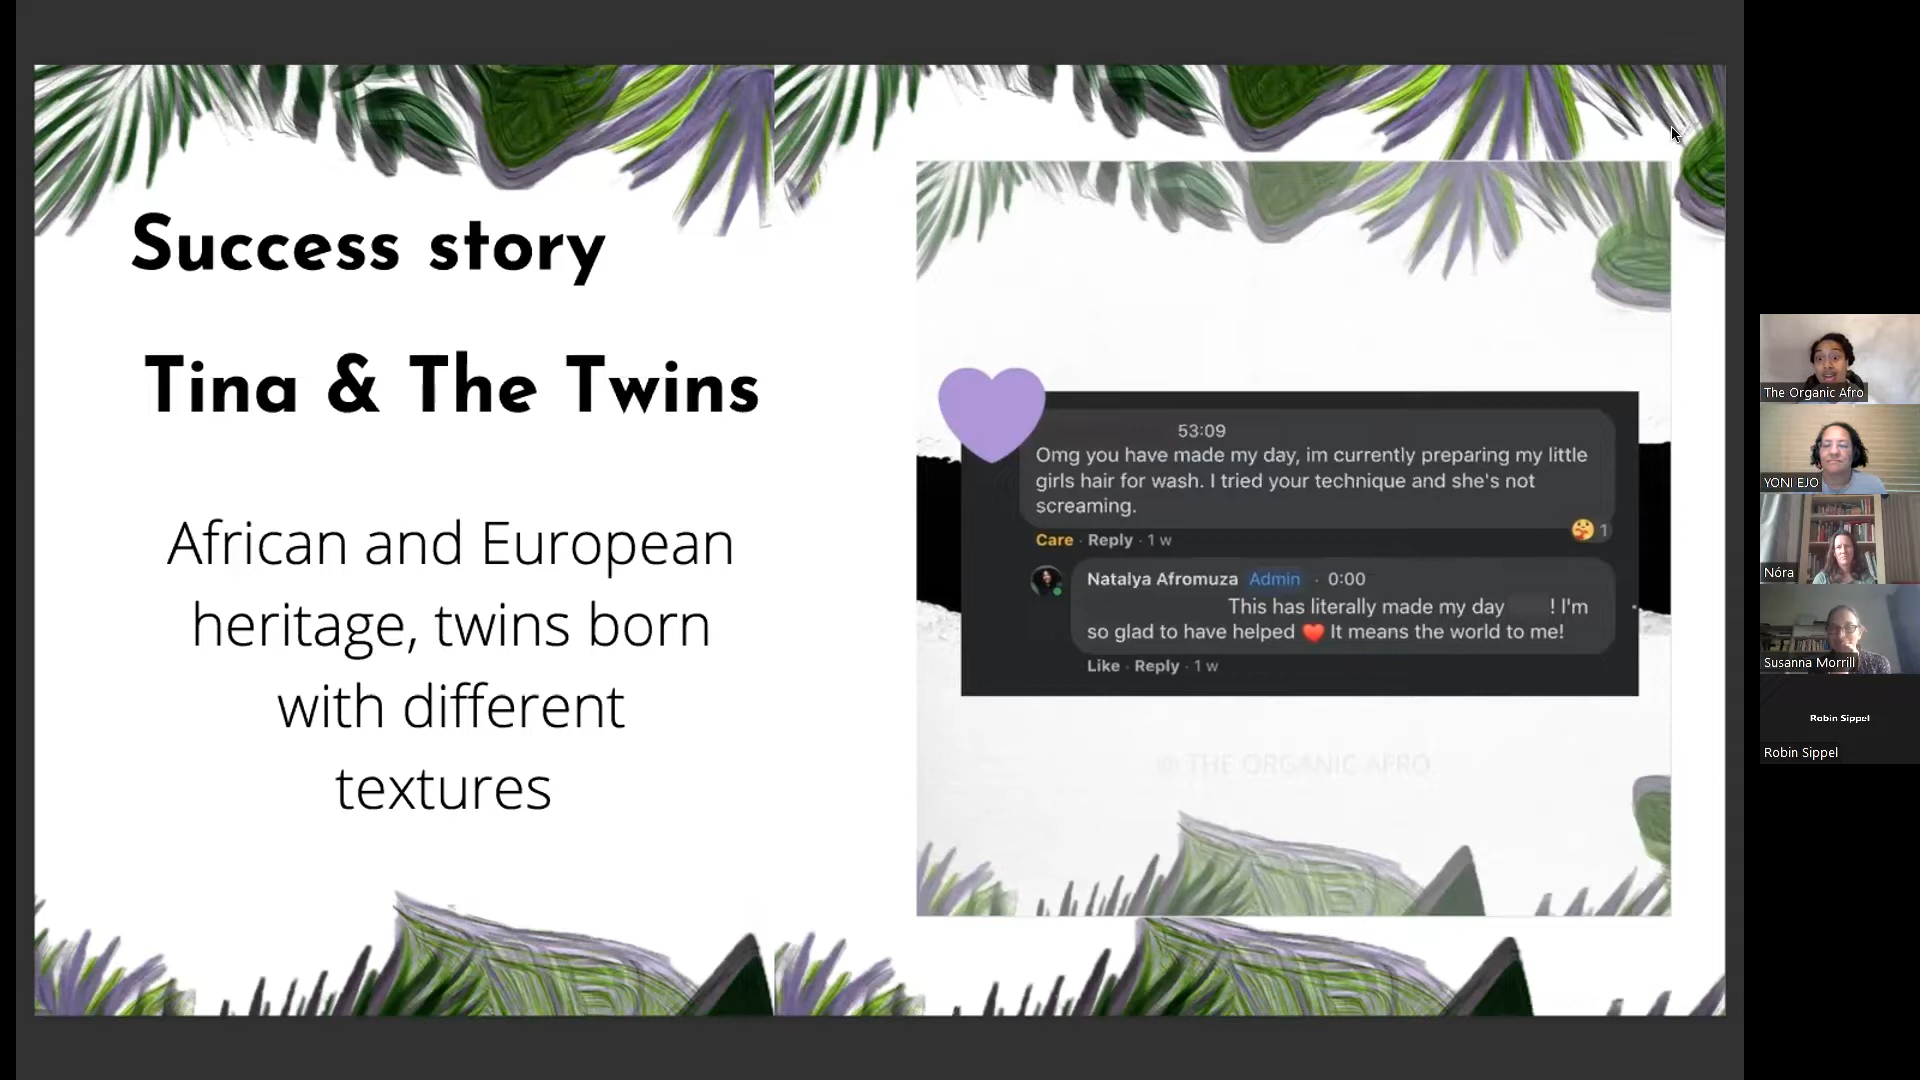 Success story
Tina & The Twins
African and European
heritage, twins born
with different
textures
53:09
Omg you have made my day, im currently preparing my little
girls hair for wash. I tried your technique and she's not
screaming.
Care · Reply · 1 w
1
Natalya Afromuza Admin · 0:00
This has literally made my day ! I'm
so glad to have helped ❤️ It means the world to me!
Like · Reply · 1 w
@ THE ORGANIC AFRO
The Organic Afro
YONI EJO
Nóra
Susanna Morrill
Robin Sippel
Robin Sippel